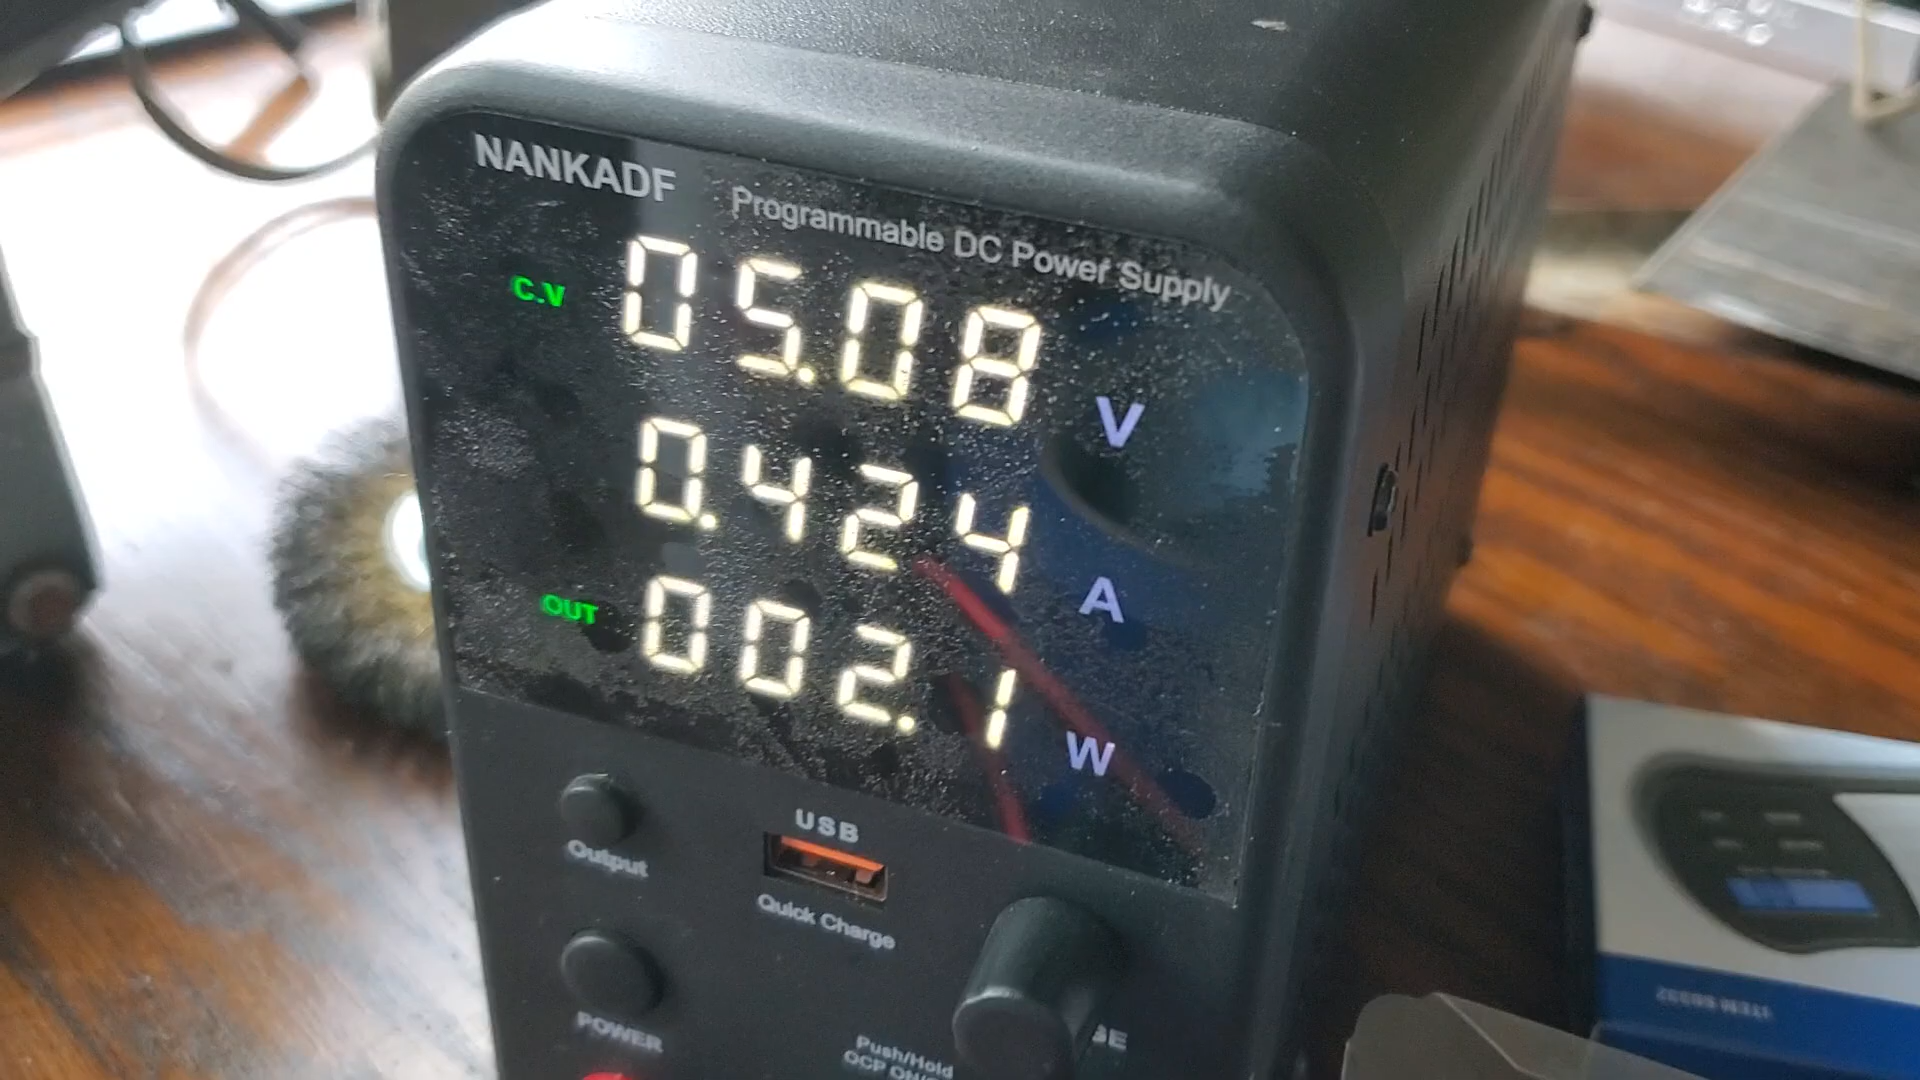 NANKADF
Programmable DC Power Supply
C.V 05.08 V
0.424 A
OUT 002.1 W
USB
Output
Quick Charge
POWER
Push/Hold
OCP ON/